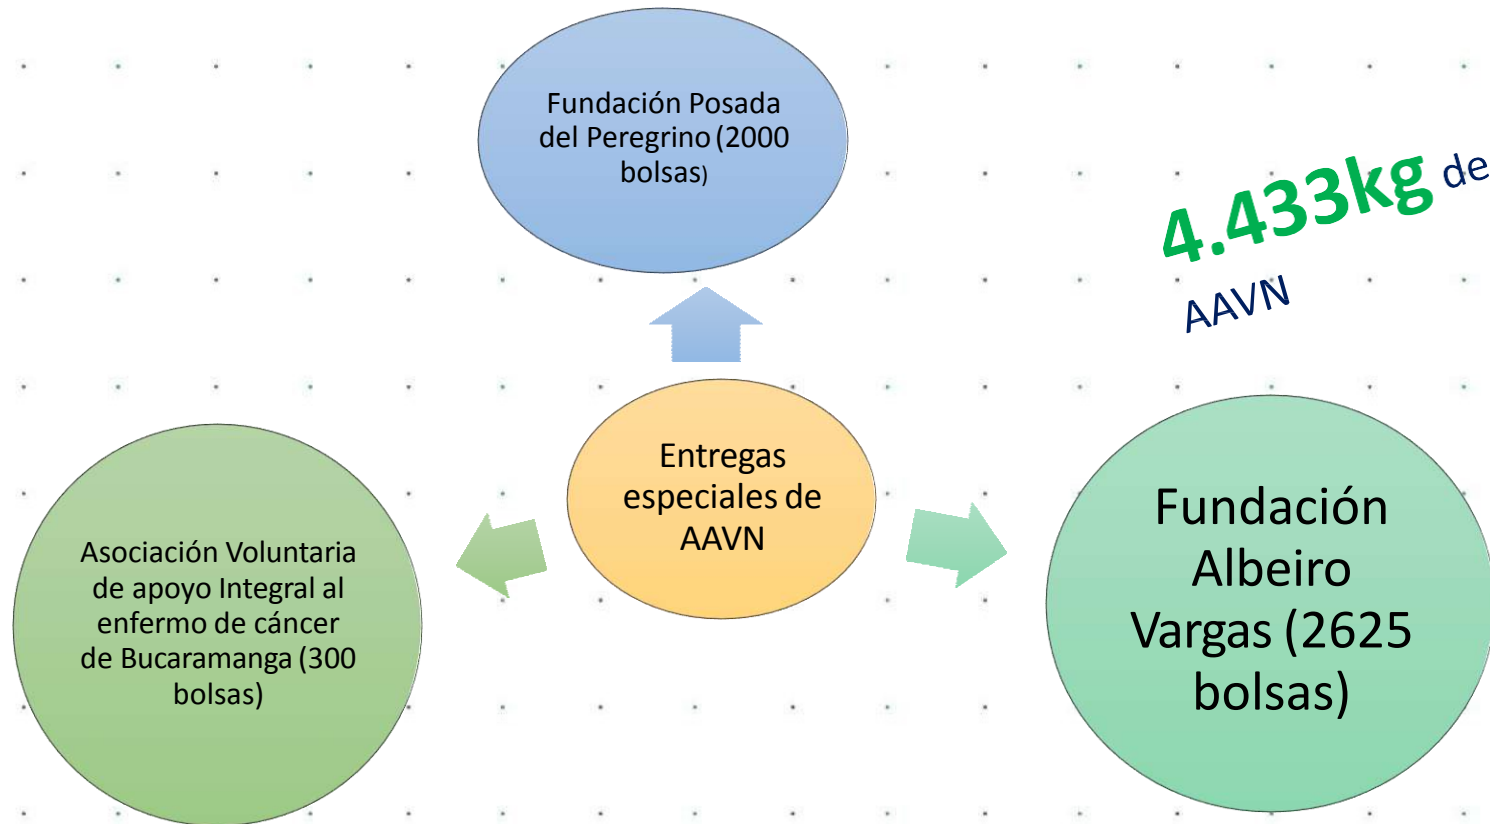 Fundación Posada
del Peregrino (2000
bolsas)
4.433kg de
AAVN
Entregas
especiales de
AAVN
Asociación Voluntaria
de apoyo Integral al
enfermo de cáncer
de Bucaramanga (300
bolsas)
Fundación
Albeiro
Vargas (2625
bolsas)